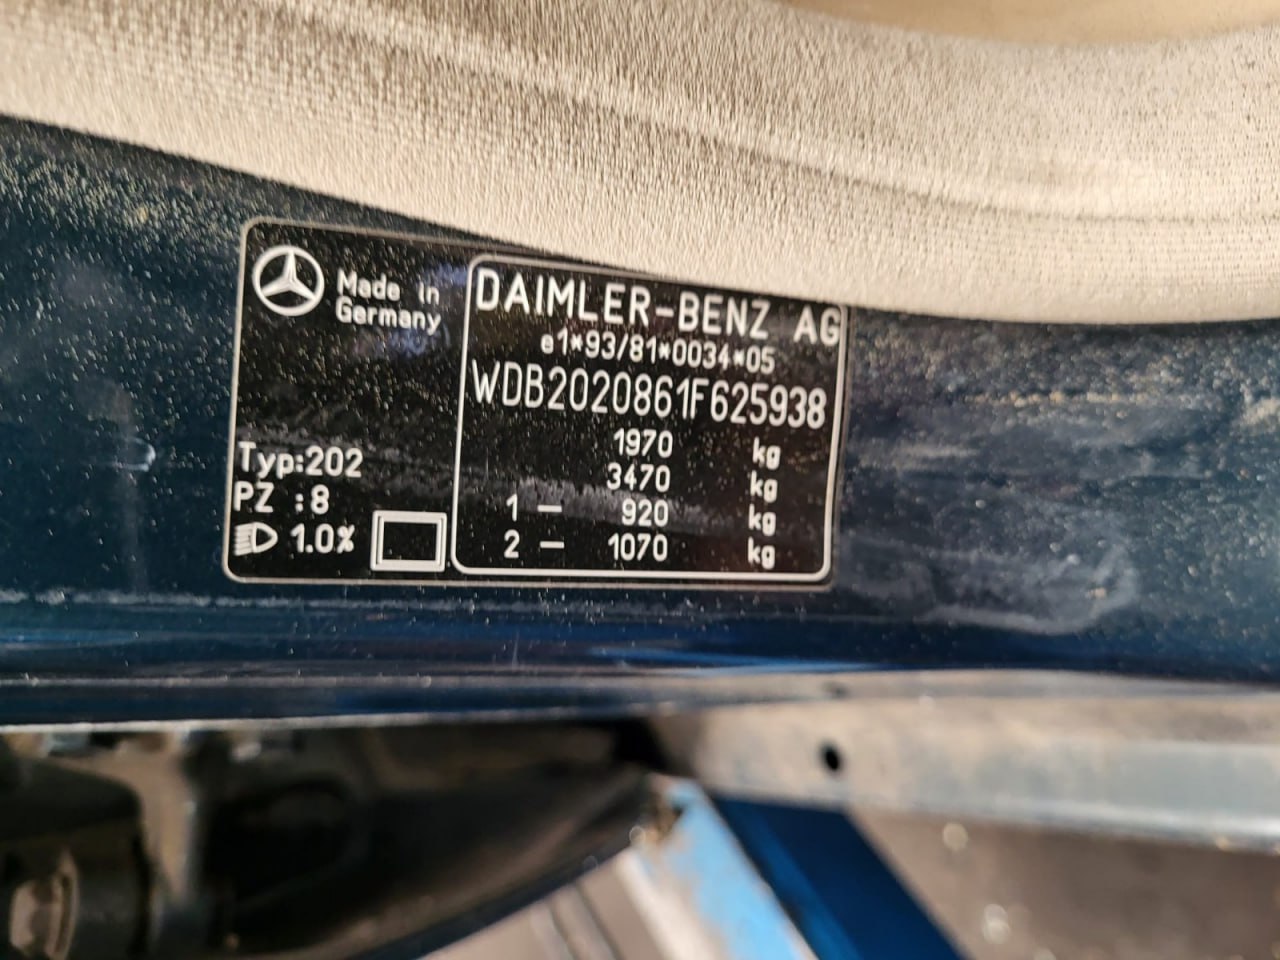 Made in
Germany
Typ:202
PZ :8
1.0%
DAIMLER-BENZ AG
e1*93/81*0034*05
WDB2020861F625938
1970 kg
3470 kg
1 – 920 kg
2 – 1070 kg